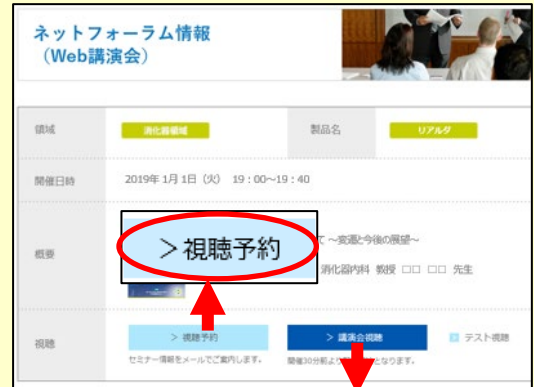 ネットフォーラム情報
（Web講演会）
領域
消化器領域
製品名
リアルダ
開催日時
2019年 1月 1日（火） 19：00～19：40
概要
＞視聴予約
て ～変遷と今後の展望～
消化器内科 教授 □□ □□ 先生
視聴
＞ 視聴予約
＞ 講演会視聴
テスト視聴
セミナー情報をメールでご案内します。
開催30分前より
となります。